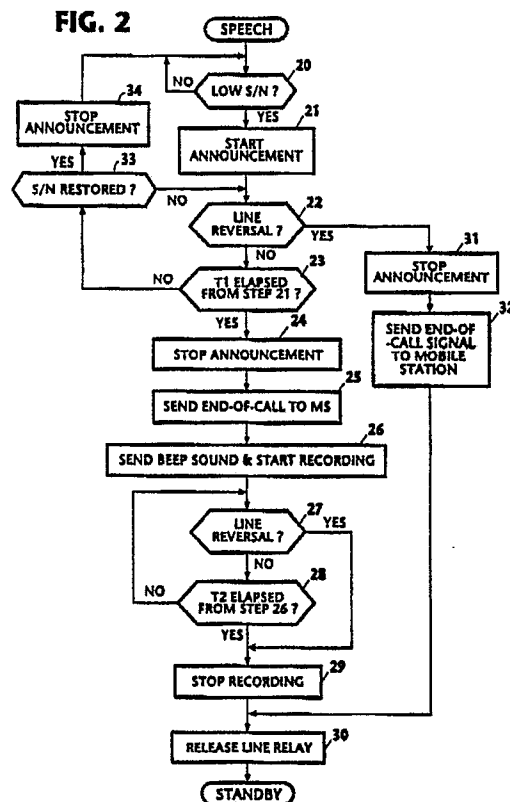 FIG. 2
SPEECH
20
LOW S/N ?
NO
YES
21
START
ANNOUNCEMENT
34
STOP
ANNOUNCEMENT
YES
33
S/N RESTORED ?
NO
22
LINE
REVERSAL ?
YES
NO
23
T1 ELAPSED
FROM STEP 21 ?
NO
YES
31
STOP
ANNOUNCEMENT
32
SEND END-OF
-CALL SIGNAL
TO MOBILE
STATION
24
STOP ANNOUNCEMENT
25
SEND END-OF-CALL TO MS
26
SEND BEEP SOUND & START RECORDING
27
LINE
REVERSAL ?
YES
NO
28
T2 ELAPSED
FROM STEP 26 ?
NO
YES
29
STOP RECORDING
30
RELEASE LINE RELAY
STANDBY